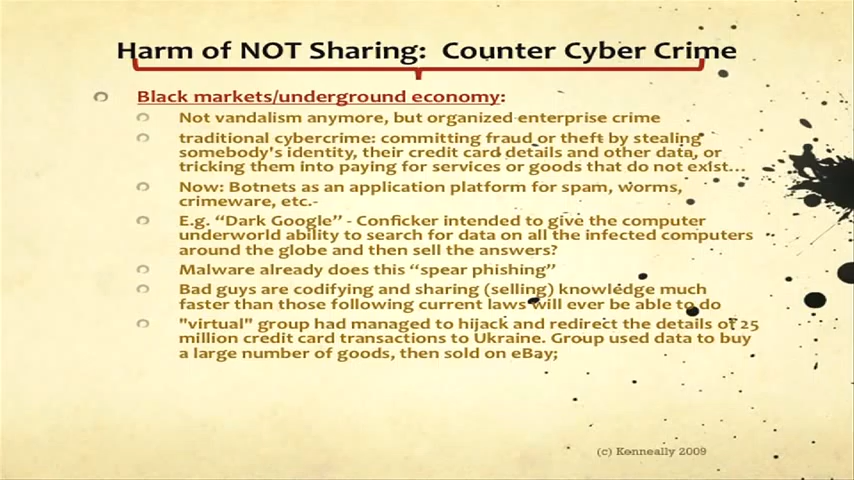 Harm of NOT Sharing: Counter Cyber Crime
Black markets/underground economy:
Not vandalism anymore, but organized enterprise crime
traditional cybercrime: committing fraud or theft by stealing
somebody's identity, their credit card details and other data, or
tricking them into paying for services or goods that do not exist...
Now: Botnets as an application platform for spam, worms,
crimeware, etc.-
E.g. “Dark Google” - Conficker intended to give the computer
underworld ability to search for data on all the infected computers
around the globe and then sell the answers?
Malware already does this “spear phishing”
Bad guys are codifying and sharing (selling) knowledge much
faster than those following current laws will ever be able to do
"virtual" group had managed to hijack and redirect the details of 25
million credit card transactions to Ukraine. Group used data to buy
a large number of goods, then sold on eBay;
(c) Kenneally 2009